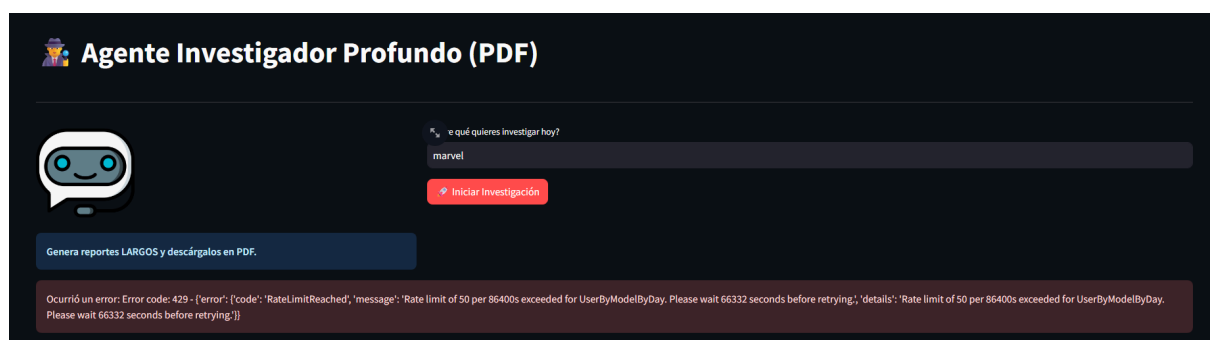 Agente Investigador Profundo (PDF)
e qué quieres investigar hoy?
marvel
Iniciar Investigación
Genera reportes LARGOS y descárgalos en PDF.
Ocurrió un error: Error code: 429 - {'error': {'code': 'RateLimitReached', 'message': 'Rate limit of 50 per 86400s exceeded for UserByModelByDay. Please wait 66332 seconds before retrying.', 'details': 'Rate limit of 50 per 86400s exceeded for UserByModelByDay.
Please wait 66332 seconds before retrying.'}}